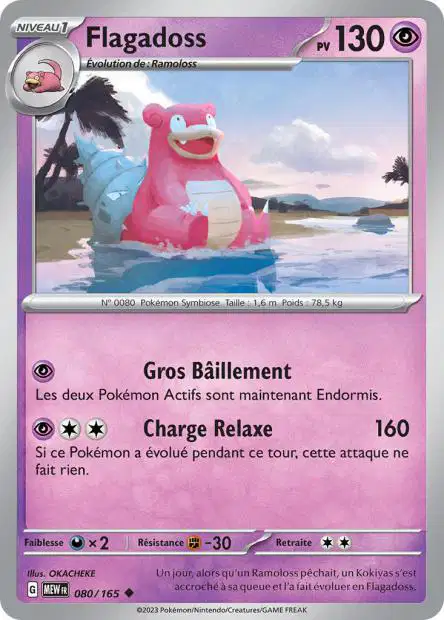 NIVEAU 1
Flagadoss
PV 130
Évolution de : Ramoloss
N° 0080 Pokémon Symbiose Taille : 1,6 m Poids : 78,5 kg
Gros Bâillement
Les deux Pokémon Actifs sont maintenant Endormis.
Charge Relaxe 160
Si ce Pokémon a évolué pendant ce tour, cette attaque ne
fait rien.
Faiblesse ×2 Résistance -30 Retraite
Illus. OKACHEKE
G MEW FR 080/165
Un jour, alors qu'un Ramoloss pêchait, un Kokiyas s'est
accroché à sa queue et l'a fait évoluer en Flagadoss.
©2023 Pokémon/Nintendo/Creatures/GAME FREAK